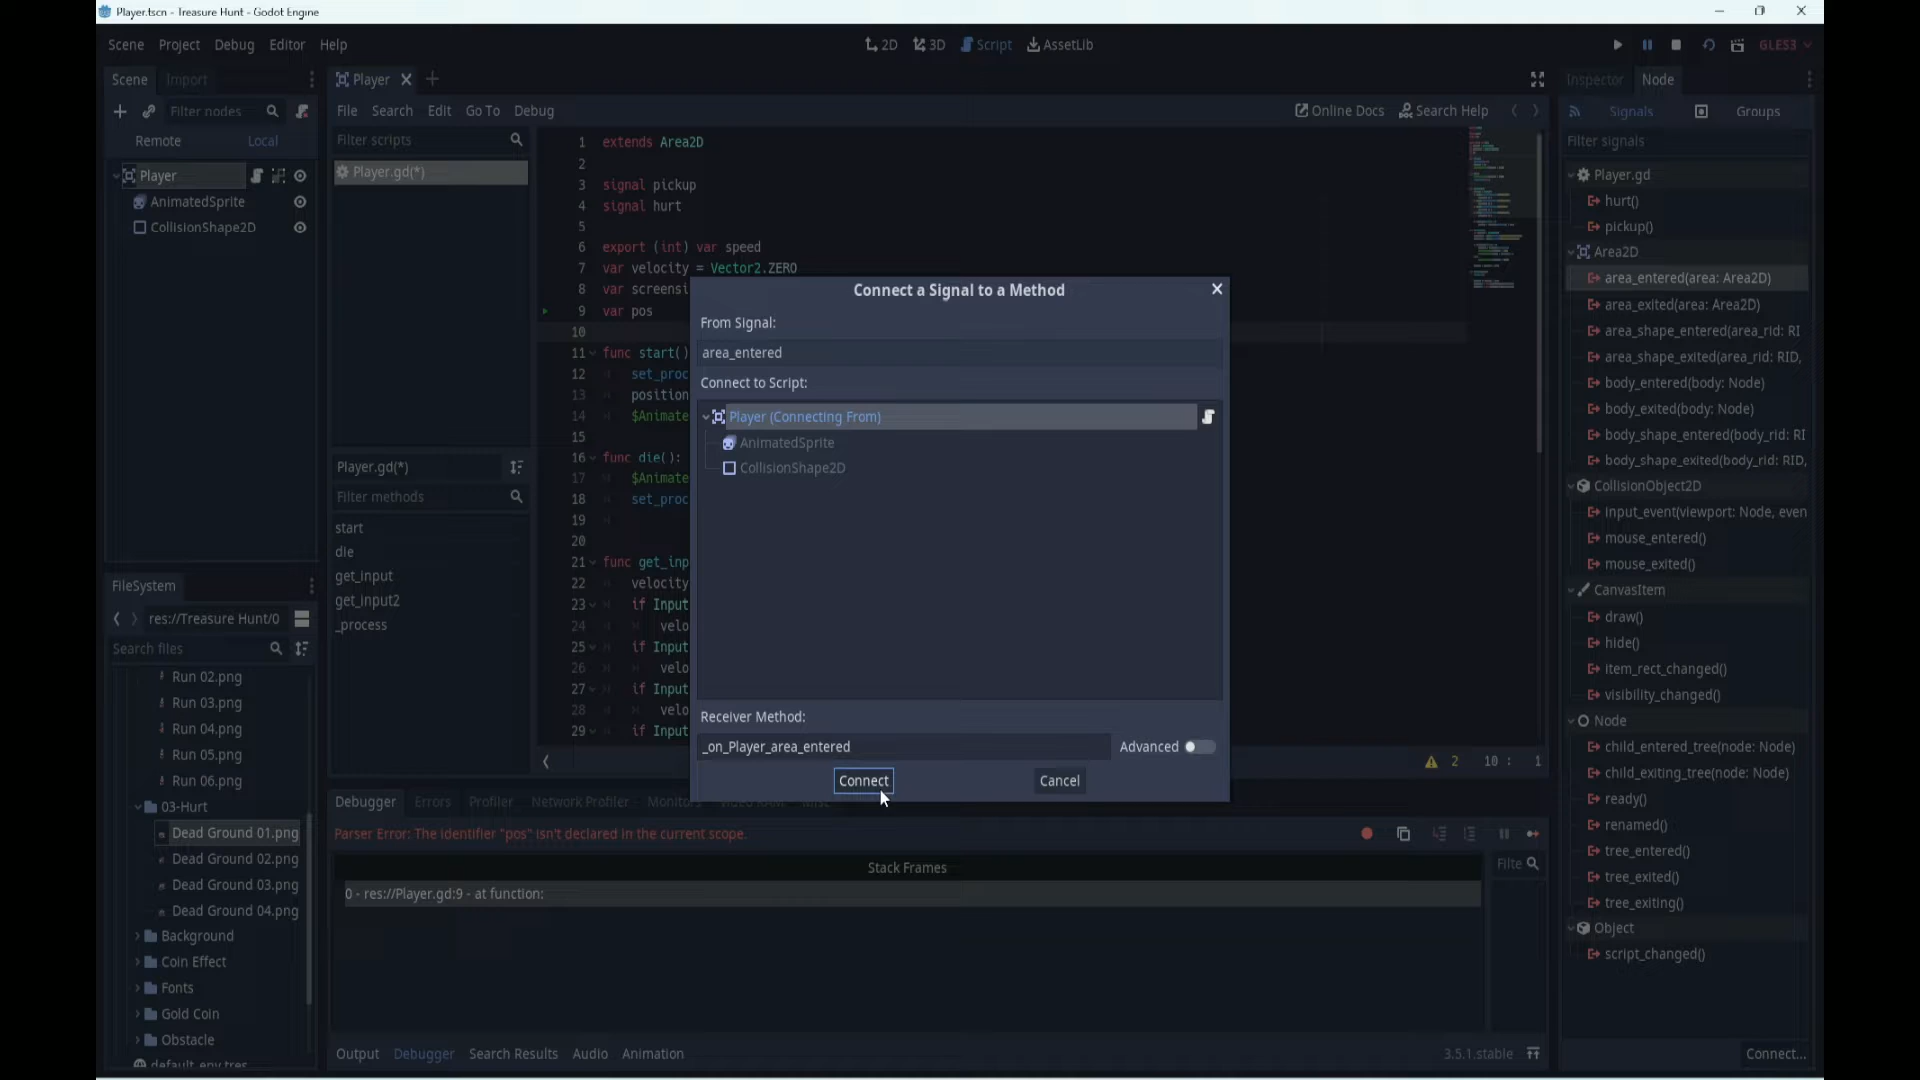 Player.tscn - Treasure Hunt - Godot Engine
Scene Project Debug Editor Help
2D 3D Script AssetLib
GLES3
Scene Import
Player
Inspector Node
Filter nodes
File Search Edit Go To Debug
Online Docs Search Help
Signals Groups
Remote Local
Filter scripts
Filter signals
Player
AnimatedSprite
CollisionShape2D
Player.gd(*)
1 extends Area2D
2
3 signal pickup
4 signal hurt
5
6 export (int) var speed
7 var velocity = Vector2.ZERO
8 var screensi
9 var pos
10
11 func start()
12 set_proc
13 position
14 $Animate
15
16 func die():
17 $Animate
18 set_proc
19
20
21 func get_inp
22 velocity
23 if Input
24 velo
25 if Input
26 velo
27 if Input
28 velo
29 if Input
Player.gd(*)
Filter methods
start
die
get_input
get_input2
_process
Connect a Signal to a Method
From Signal:
area_entered
Connect to Script:
Player (Connecting From)
AnimatedSprite
CollisionShape2D
Receiver Method:
_on_Player_area_entered
Advanced
Connect Cancel
2 10 : 1
Player.gd
hurt()
pickup()
Area2D
area_entered(area: Area2D)
area_exited(area: Area2D)
area_shape_entered(area_rid: RI
area_shape_exited(area_rid: RID,
body_entered(body: Node)
body_exited(body: Node)
body_shape_entered(body_rid: RI
body_shape_exited(body_rid: RID,
CollisionObject2D
input_event(viewport: Node, even
mouse_entered()
mouse_exited()
CanvasItem
draw()
hide()
item_rect_changed()
visibility_changed()
Node
child_entered_tree(node: Node)
child_exiting_tree(node: Node)
ready()
renamed()
tree_entered()
tree_exited()
tree_exiting()
Object
script_changed()
Connect...
FileSystem
res://Treasure Hunt/0
Search files
Run 02.png
Run 03.png
Run 04.png
Run 05.png
Run 06.png
03-Hurt
Dead Ground 01.png
Dead Ground 02.png
Dead Ground 03.png
Dead Ground 04.png
Background
Coin Effect
Fonts
Gold Coin
Obstacle
default_env.tres
Debugger Errors Profiler Network Profiler Monitors Video RAM Misc
Parser Error: The identifier "pos" isn't declared in the current scope.
Stack Frames
Filte
0 - res://Player.gd:9 - at function:
Output Debugger Search Results Audio Animation
3.5.1.stable